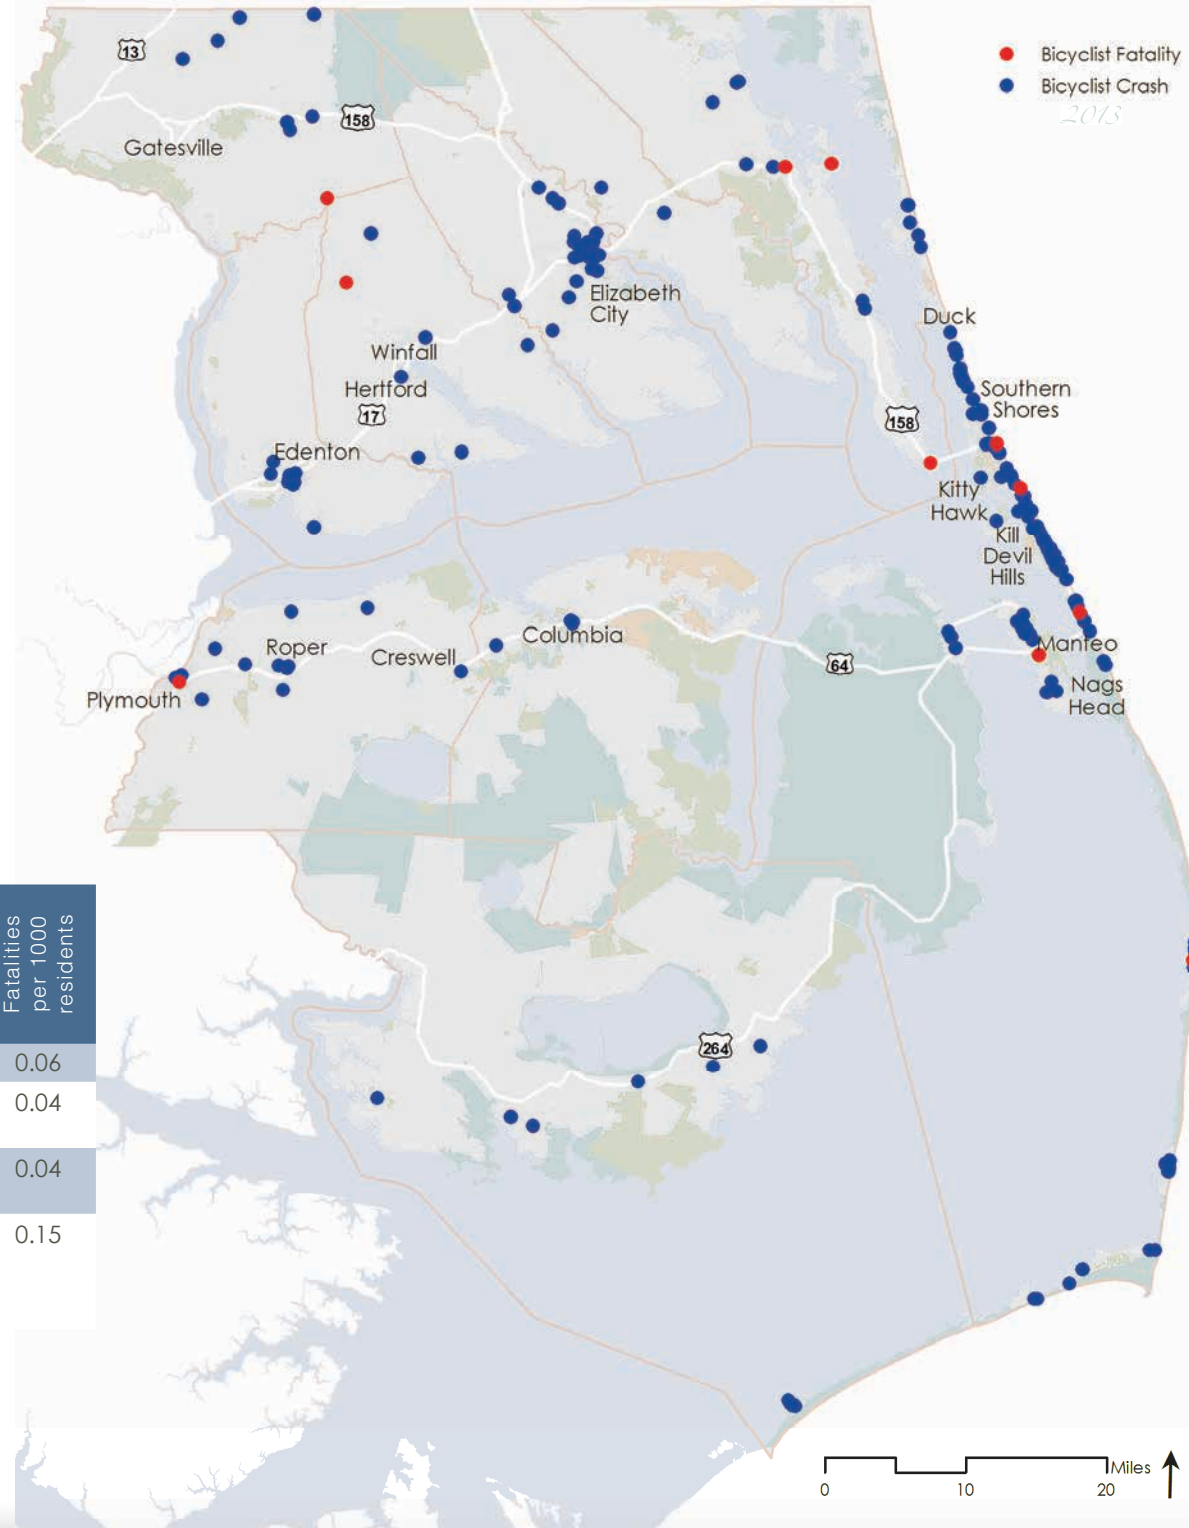 Bicyclist Fatality
Bicyclist Crash
2013
13
158
Gatesville
Elizabeth
City
Duck
Winfall
Hertford
Southern
Shores
17
158
Edenton
Kitty
Hawk
Kill
Devil
Hills
Columbia
Roper
Creswell
Manteo
64
Plymouth
Nags
Head
Fatalities
per 1000
residents
0.06
0.04
0.04
0.15
264
Miles
0 10 20